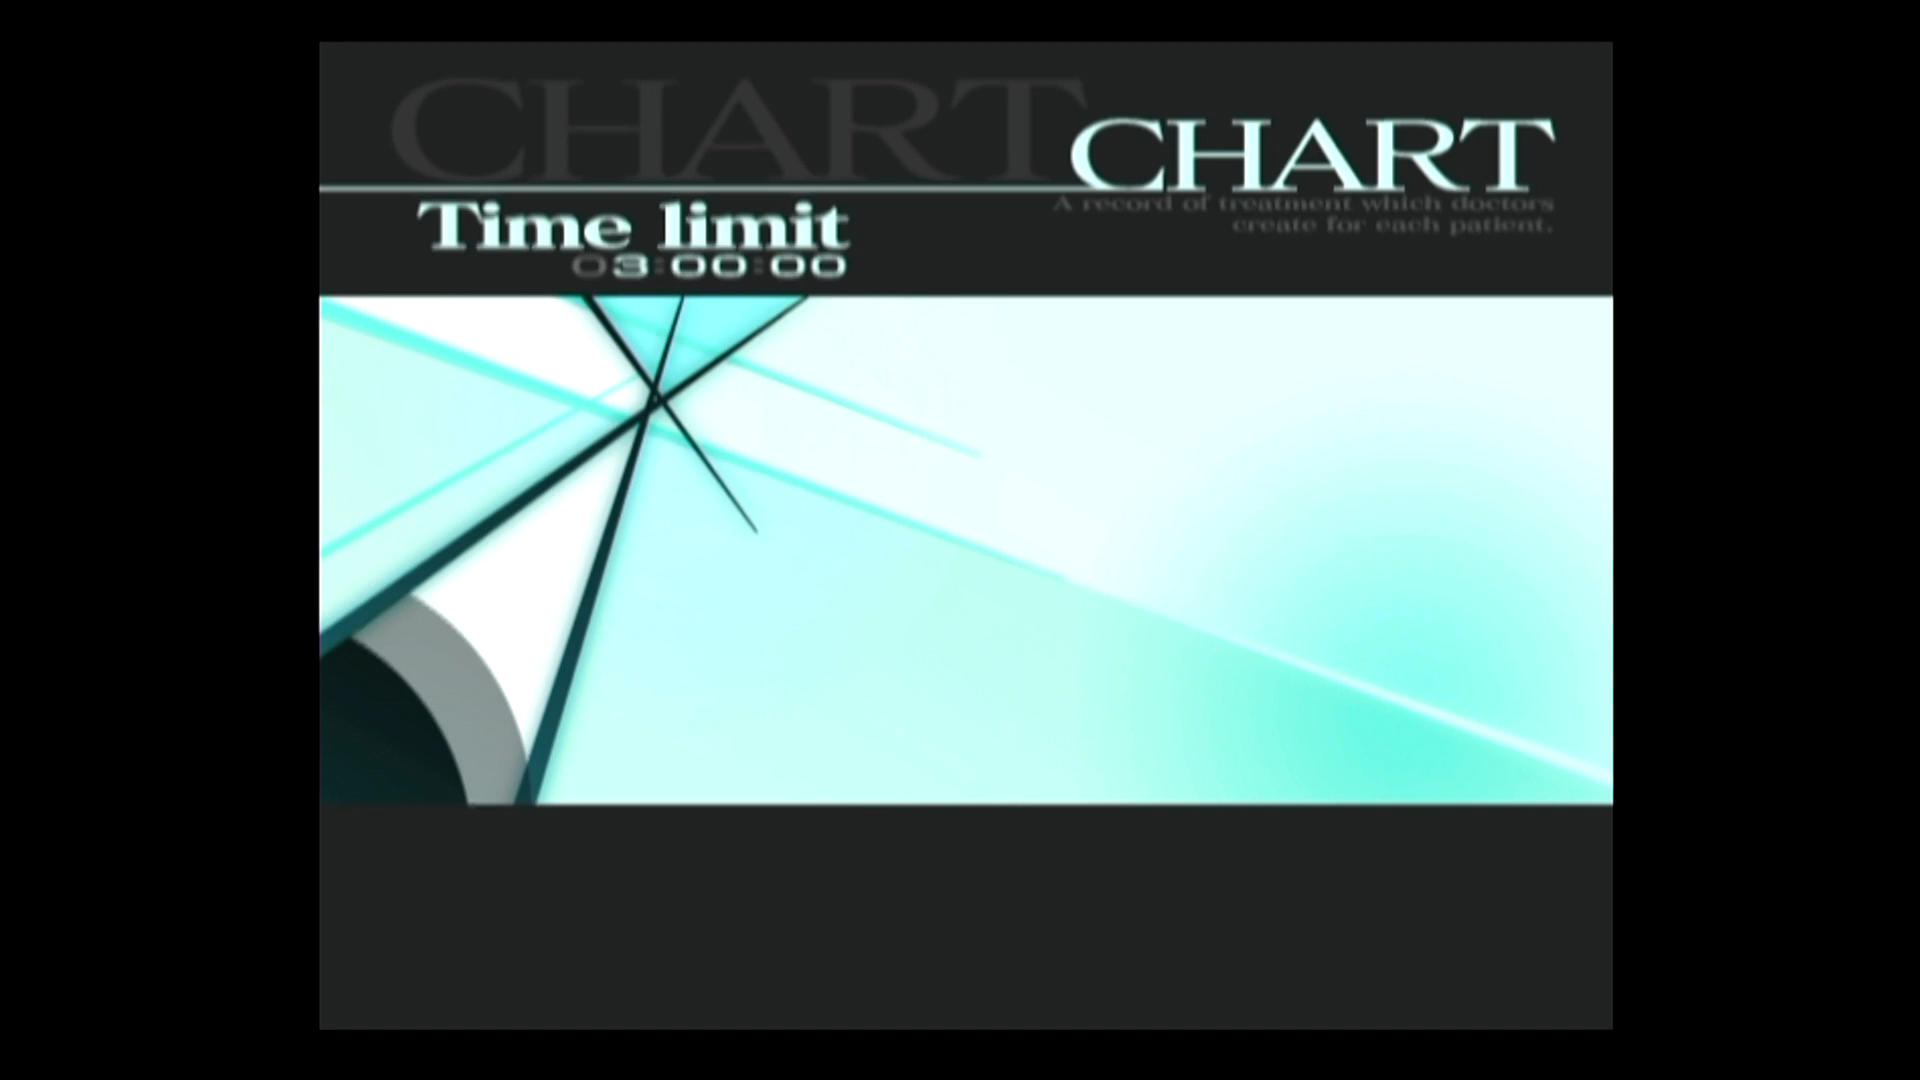 CHART
CHART
A record of treatment which doctors
create for each patient.
Time limit
03:00:00